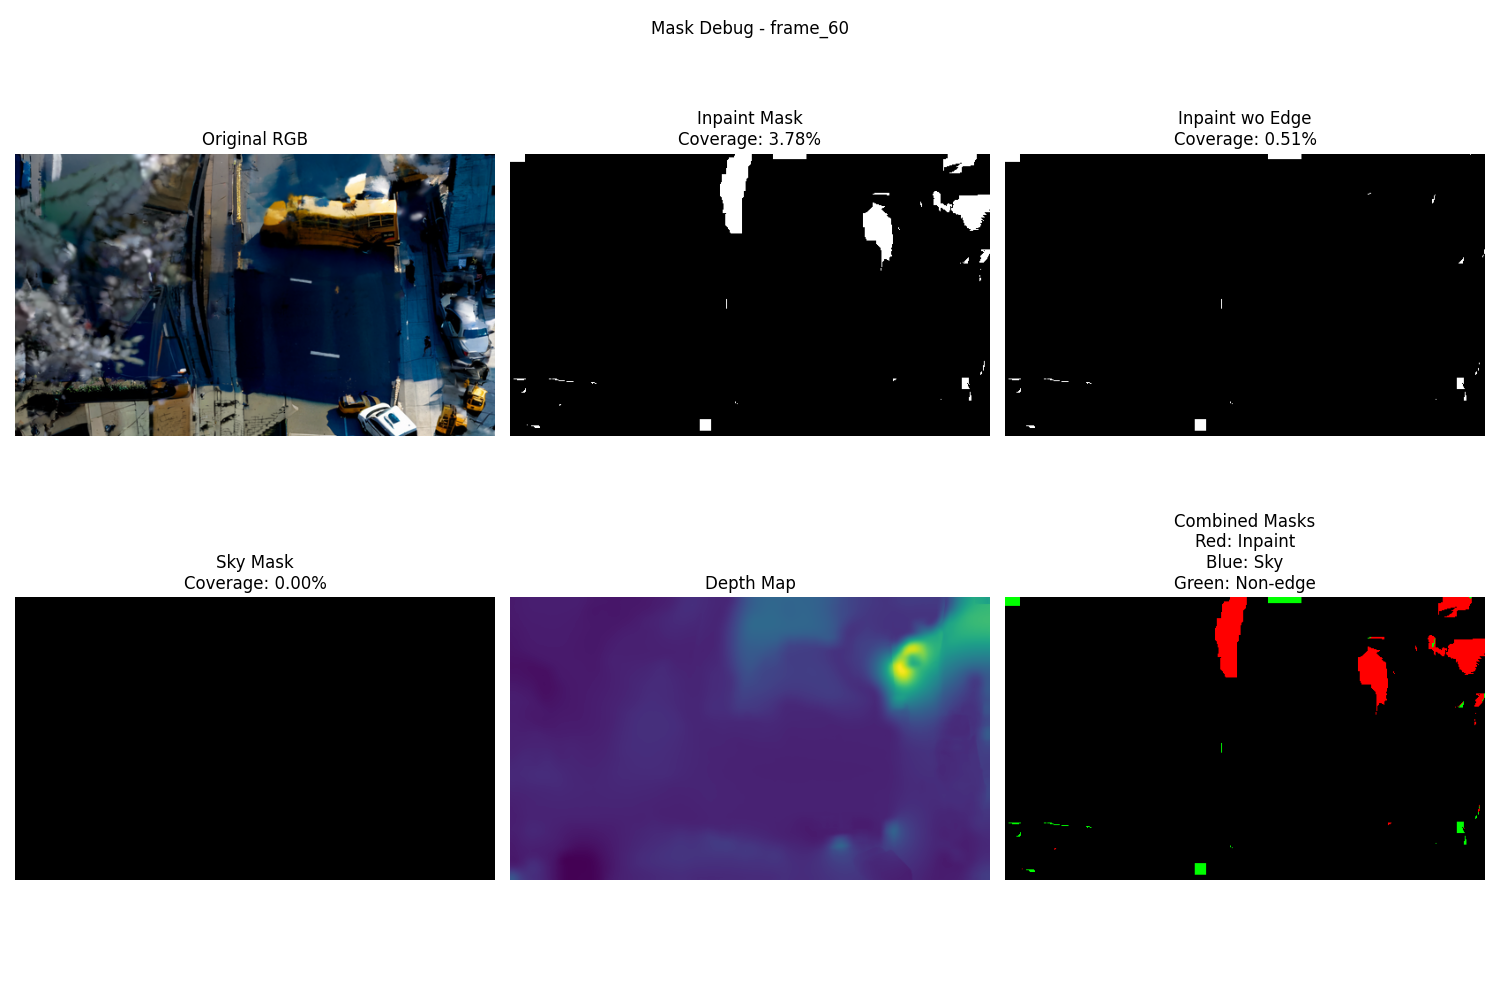 Mask Debug - frame_60
Original RGB
Inpaint Mask
Coverage: 3.78%
Inpaint wo Edge
Coverage: 0.51%
Sky Mask
Coverage: 0.00%
Depth Map
Combined Masks
Red: Inpaint
Blue: Sky
Green: Non-edge